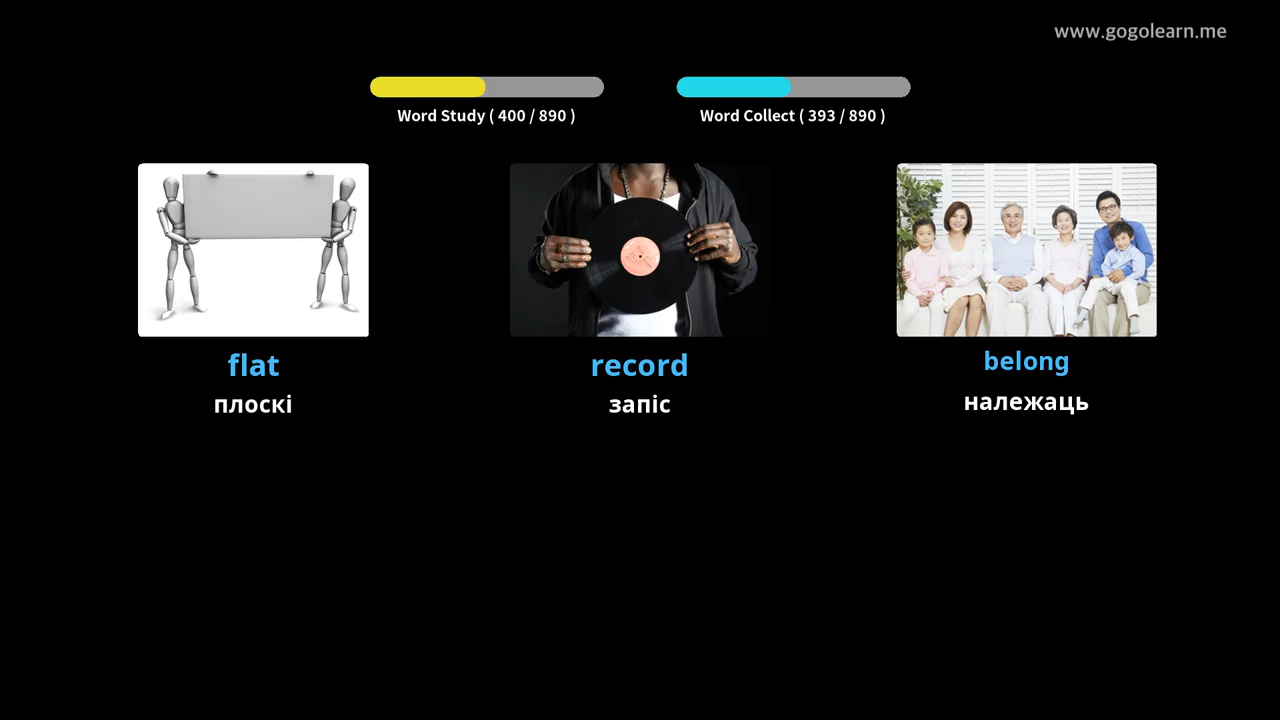 www.gogolearn.me
Word Study ( 400 / 890 )
Word Collect ( 393 / 890 )
flat
плоскі
record
запіс
belong
належаць